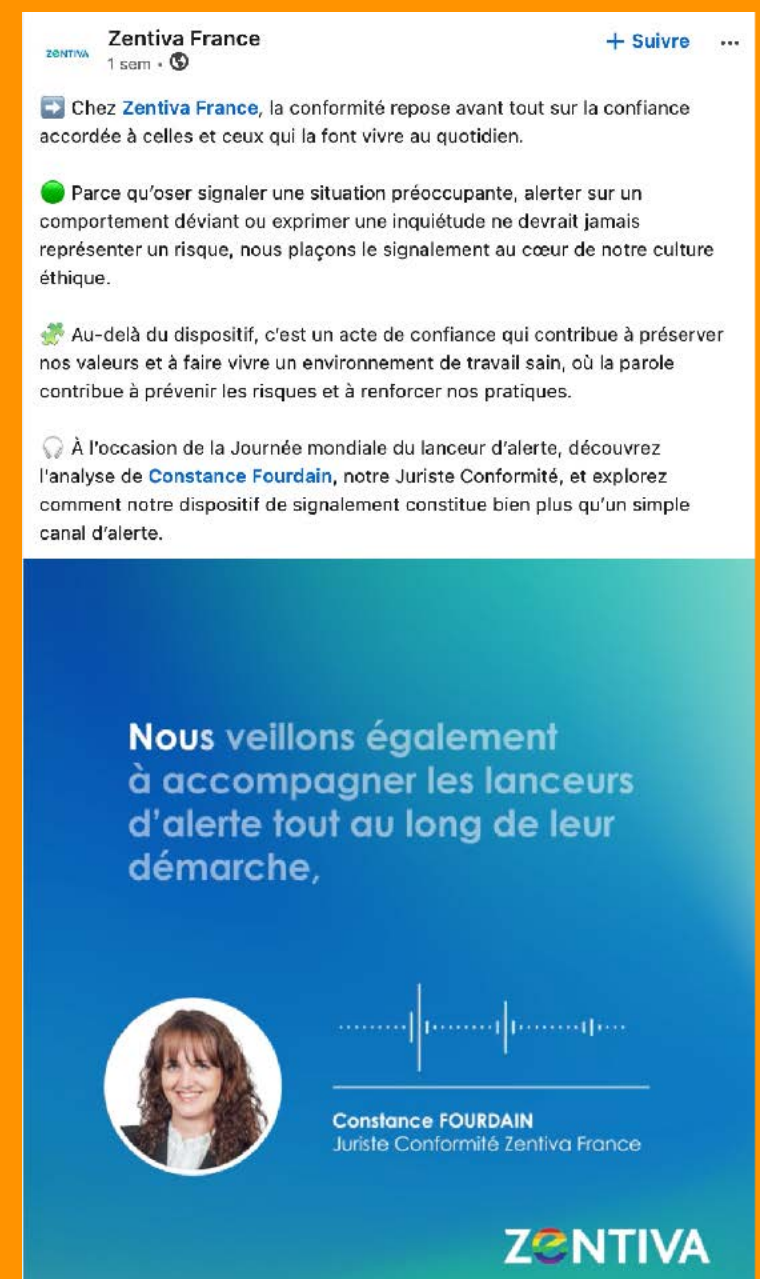 ZENTIVA
Zentiva France
1 sem •
+ Suivre ...
➡️ Chez Zentiva France, la conformité repose avant tout sur la confiance
accordée à celles et ceux qui la font vivre au quotidien.
🟢 Parce qu'oser signaler une situation préoccupante, alerter sur un
comportement déviant ou exprimer une inquiétude ne devrait jamais
représenter un risque, nous plaçons le signalement au cœur de notre culture
éthique.
🧩 Au-delà du dispositif, c'est un acte de confiance qui contribue à préserver
nos valeurs et à faire vivre un environnement de travail sain, où la parole
contribue à prévenir les risques et à renforcer nos pratiques.
🎧 À l'occasion de la Journée mondiale du lanceur d'alerte, découvrez
l'analyse de Constance Fourdain, notre Juriste Conformité, et explorez
comment notre dispositif de signalement constitue bien plus qu'un simple
canal d'alerte.
Nous veillons également
à accompagner les lanceurs
d'alerte tout au long de leur
démarche,
Constance FOURDAIN
Juriste Conformité Zentiva France
ZENTIVA